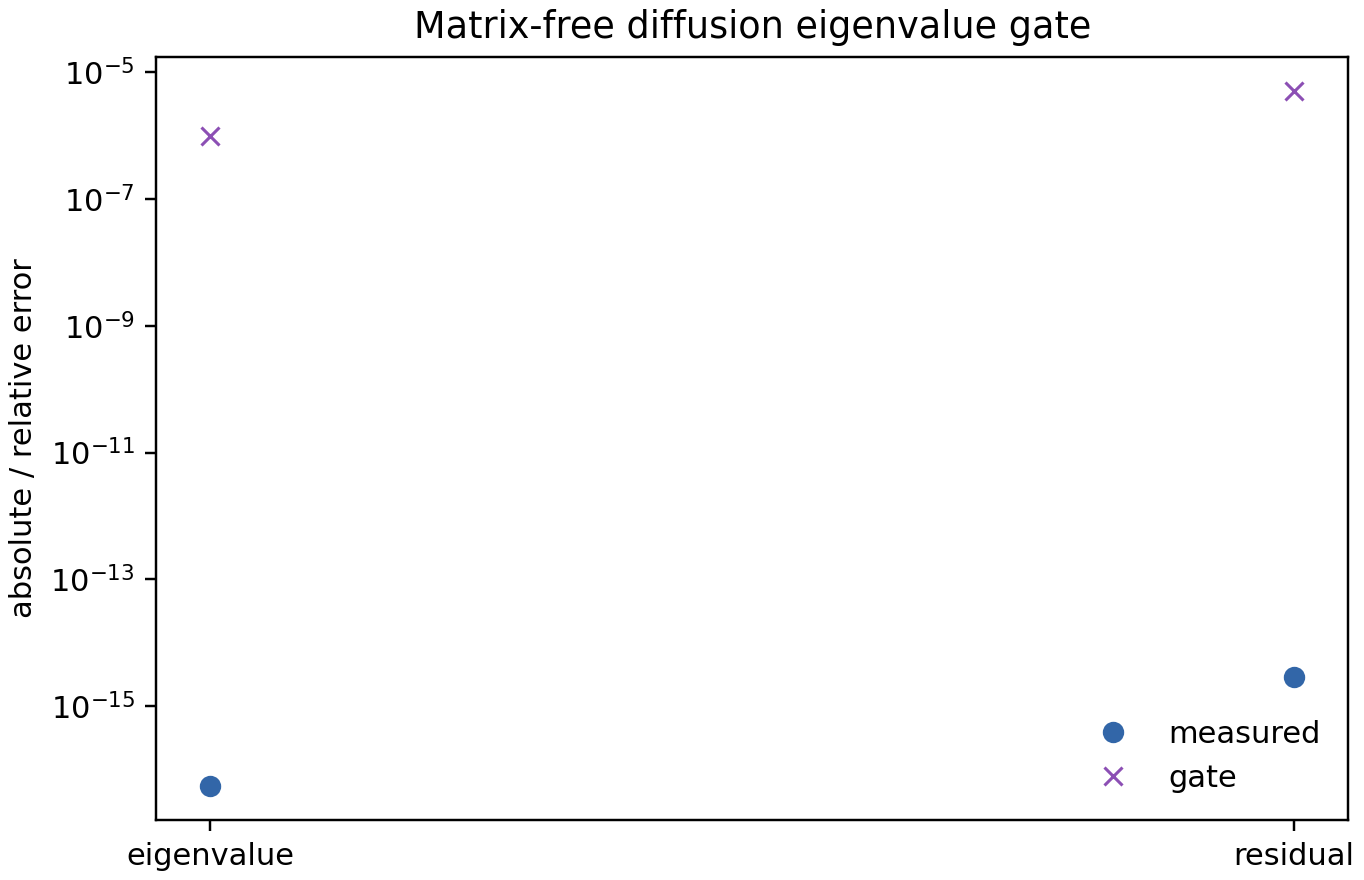 Matrix-free diffusion eigenvalue gate
absolute / relative error
10⁻⁵
10⁻⁷
10⁻⁹
10⁻¹¹
10⁻¹³
10⁻¹⁵
measured
gate
eigenvalue
residual